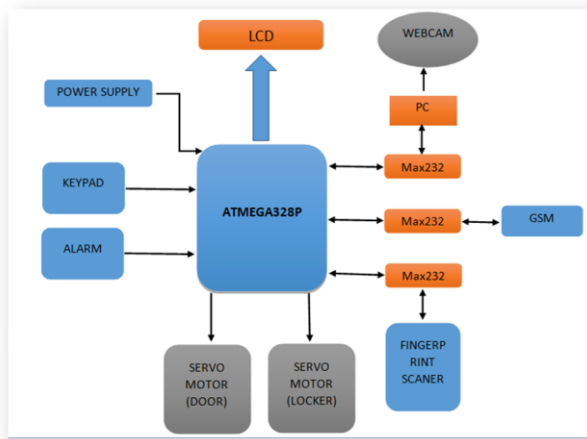 LCD
WEBCAM
POWER SUPPLY
PC
KEYPAD
Max232
ATMEGA328P
Max232
GSM
ALARM
Max232
SERVO
MOTOR
(DOOR)
SERVO
MOTOR
(LOCKER)
FINGERP
RINT
SCANER